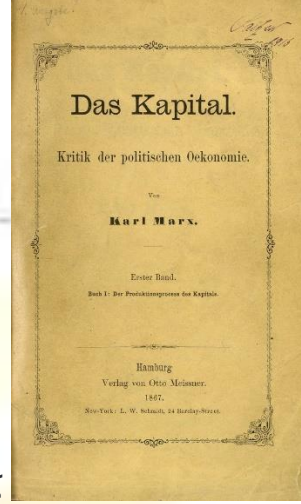 Das Kapital.
Kritik der politischen Oekonomie.
Von
Karl Marx.
Erster Band.
Buch I: Der Produktionsprocess des Kapitals.
Hamburg
Verlag von Otto Meissner.
1867.
New-York: L. W. Schmidt, 24 Barclay-Street.